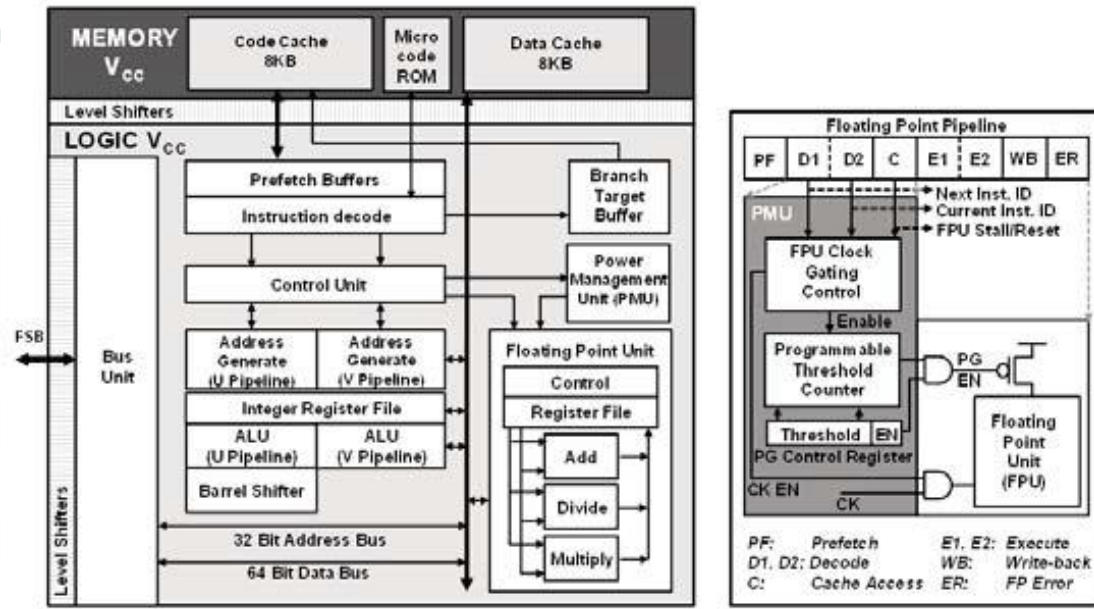 MEMORY
VCC
Code Cache
8KB
Micro
code
ROM
Data Cache
8KB
Level Shifters
LOGIC VCC
Prefetch Buffers
Instruction decode
Branch
Target
Buffer
Control Unit
Power
Management
Unit (PMU)
FSB
Bus
Unit
Level Shifters
Address
Generate
(U Pipeline)
Address
Generate
(V Pipeline)
Integer Register File
ALU
(U Pipeline)
ALU
(V Pipeline)
Barrel Shifter
32 Bit Address Bus
64 Bit Data Bus
Floating Point Unit
Control
Register File
Add
Divide
Multiply
Floating Point Pipeline
PF D1 D2 C E1 E2 WB ER
Next Inst. ID
Current Inst. ID
FPU Stall/Reset
PMU
FPU Clock
Gating
Control
Enable
Programmable
Threshold
Counter
PG
EN
Threshold EN
PG Control Register
Floating
Point
Unit
(FPU)
CK EN
CK
PF: Prefetch E1, E2: Execute
D1, D2: Decode WB: Write-back
C: Cache Access ER: FP Error